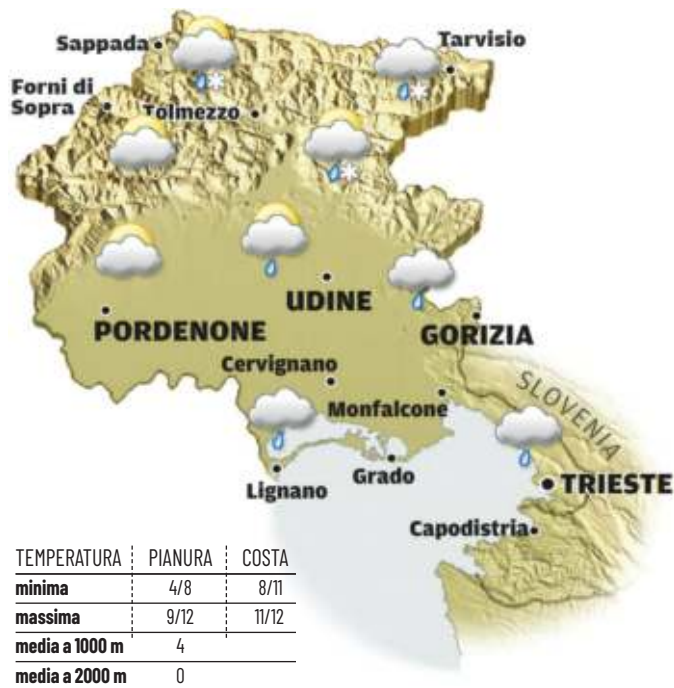 Sappada
Tarvisio
Forni di
Sopra
Tolmezzo
UDINE
PORDENONE
GORIZIA
Cervignano
Monfalcone
SLOVENIA
Lignano
Grado
TRIESTE
Capodistria
TEMPERATURA PIANURA COSTA
minima 4/8 8/11
massima 9/12 11/12
media a 1000 m 4
media a 2000 m 0